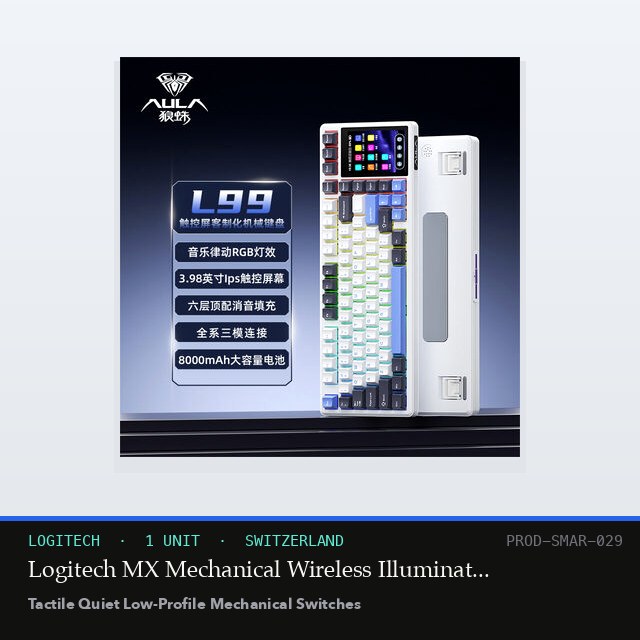 AULA
狼蛛
L99
触控屏客制化机械键盘
音乐律动RGB灯效
3.98英寸Ips触控屏幕
六层顶配消音填充
全系三模连接
8000mAh大容量电池
LOGITECH · 1 UNIT · SWITZERLAND
PROD-SMAR-029
Logitech MX Mechanical Wireless Illuminat...
Tactile Quiet Low-Profile Mechanical Switches